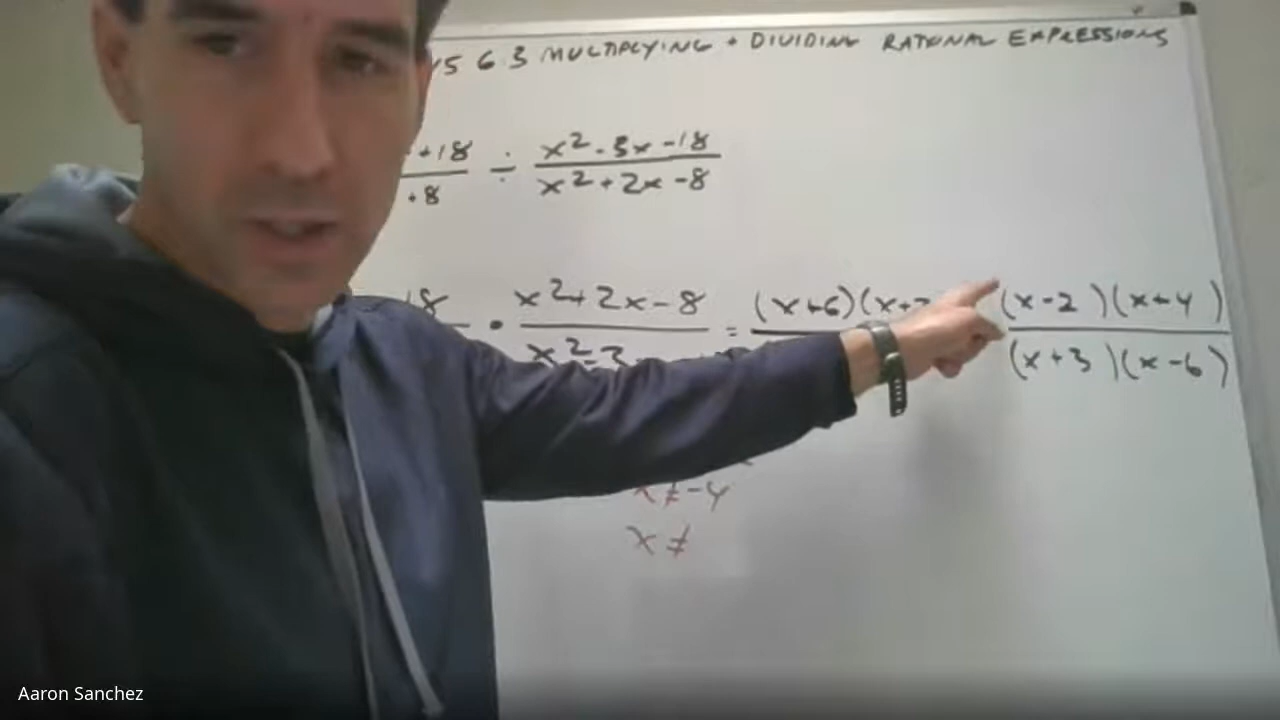 6.3 MULTIPLYING + DIVIDING RATIONAL EXPRESSIONS
+18 ÷ x²-3x-18
+8 x²+2x-8
18 • x²+2x-8 = (x+6)(x+3 (x-2)(x+4)
x²-3 (x+3)(x-6)
x≠-4
x≠
Aaron Sanchez